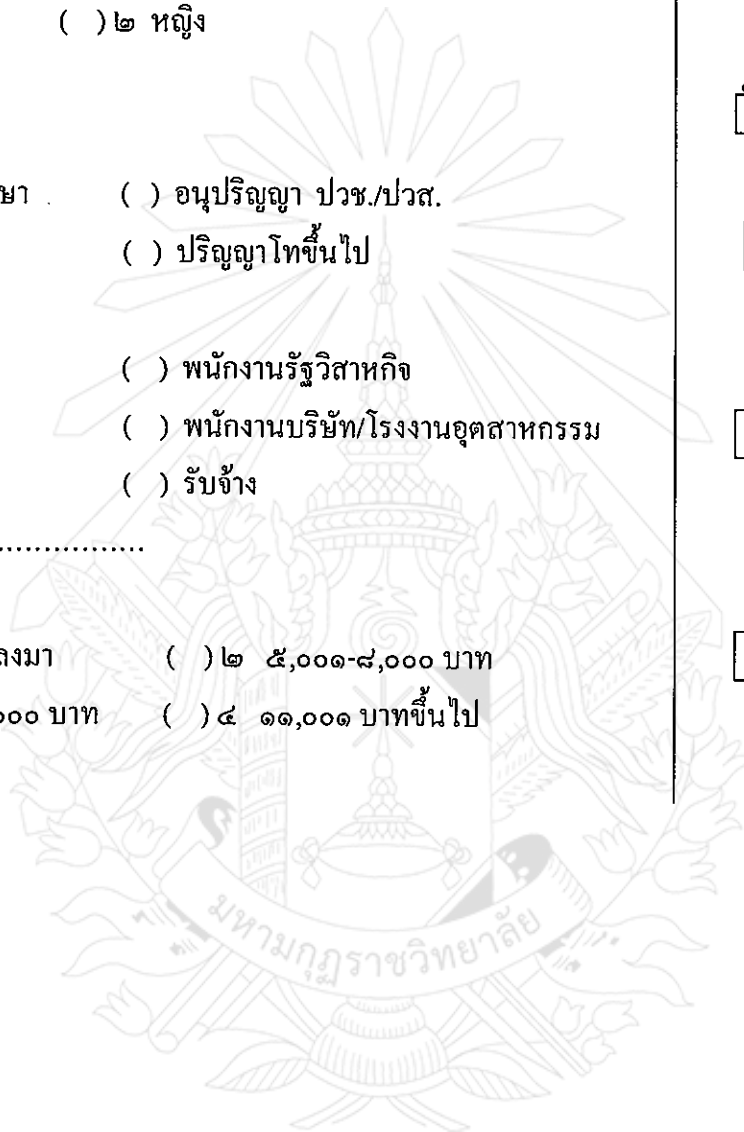 ( )๒ หญิง
ษา ( ) อนุปริญญา ปวช./ปวส.
( ) ปริญญาโทขึ้นไป
( ) พนักงานรัฐวิสาหกิจ
( ) พนักงานบริษัท/โรงงานอุตสาหกรรม
( ) รับจ้าง
.................
ลงมา ( )๒ ๕,๐๐๑-๘,๐๐๐ บาท
๐๐๐ บาท ( )๔ ๑๑,๐๐๑ บาทขึ้นไป
มหามกุฏราชวิทยาลัย